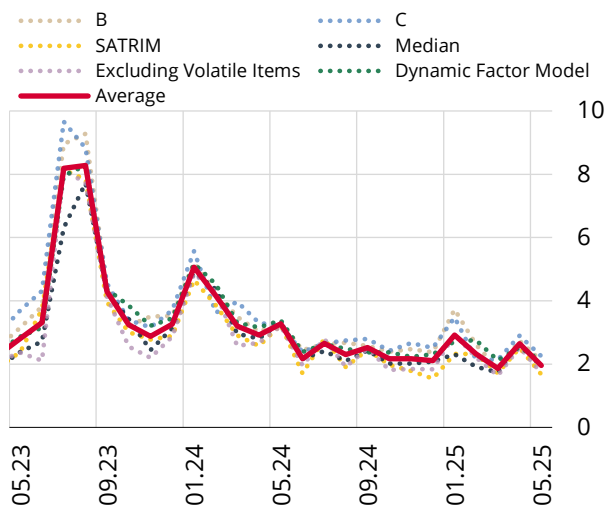 B
C
SATRIM
Median
Excluding Volatile Items
Dynamic Factor Model
Average
10
8
6
4
2
0
05.23
09.23
01.24
05.24
09.24
01.25
05.25